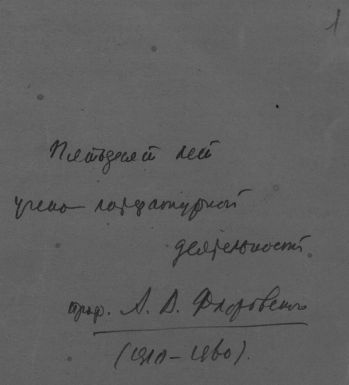 1
Пятьдесят лет
учено-литературной
деятельности
проф. А. В. Флоровского
(1910-1960).